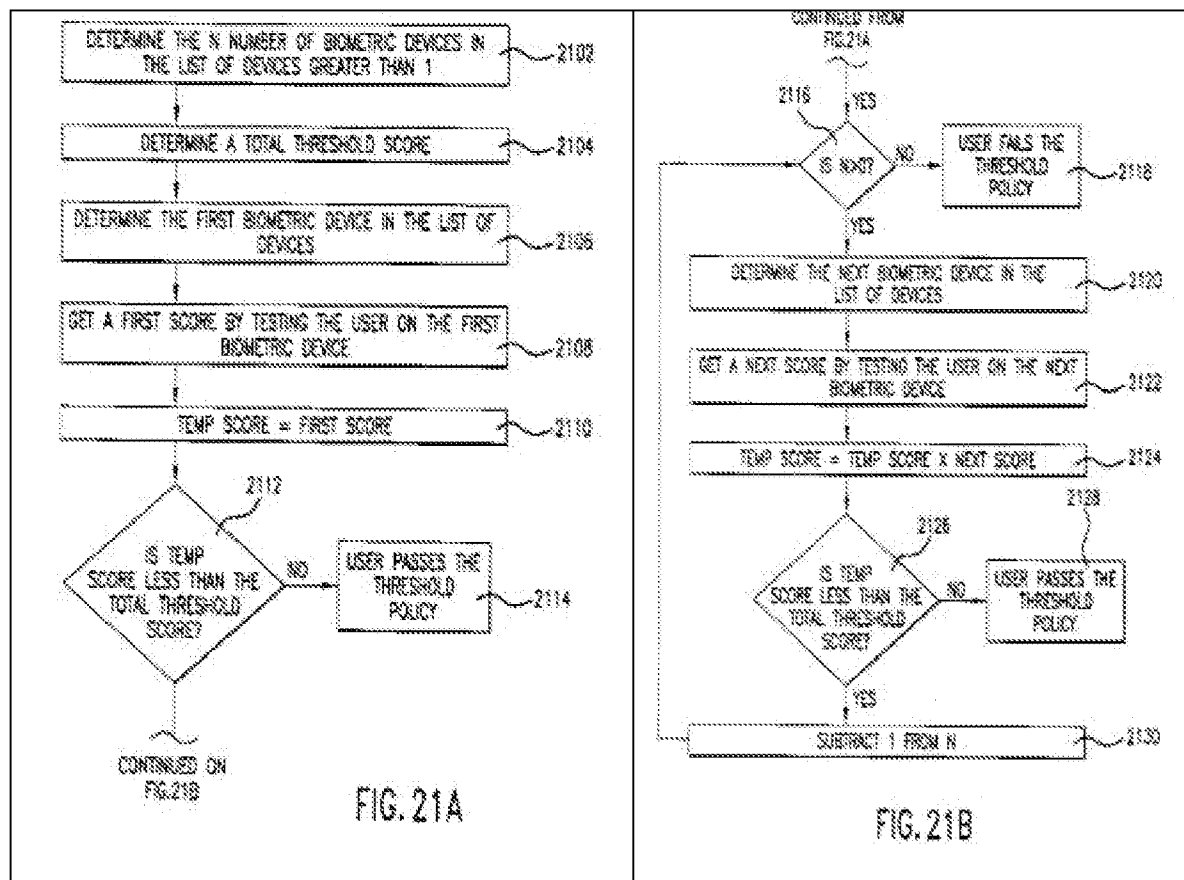 DETERMINE THE N NUMBER OF BIOMETRIC DEVICES IN
THE LIST OF DEVICES GREATER THAN 1
2102
DETERMINE A TOTAL THRESHOLD SCORE
2104
DETERMINE THE FIRST BIOMETRIC DEVICE IN THE LIST OF
DEVICES
2106
GET A FIRST SCORE BY TESTING THE USER ON THE FIRST
BIOMETRIC DEVICE
2108
TEMP SCORE = FIRST SCORE
2110
2112
IS TEMP
SCORE LESS THAN THE
TOTAL THRESHOLD
SCORE?
NO
USER PASSES THE
THRESHOLD
POLICY
2114
CONTINUED ON
FIG.21B
FIG. 21A
CONTINUED FROM
FIG.21A
YES
2116
IS N>0?
NO
USER FAILS THE
THRESHOLD
POLICY
2118
YES
DETERMINE THE NEXT BIOMETRIC DEVICE IN THE
LIST OF DEVICES
2120
GET A NEXT SCORE BY TESTING THE USER ON THE NEXT
BIOMETRIC DEVICE
2122
TEMP SCORE = TEMP SCORE X NEXT SCORE
2124
2126
IS TEMP
SCORE LESS THAN THE
TOTAL THRESHOLD
SCORE?
NO
2128
USER PASSES THE
THRESHOLD
POLICY
YES
SUBTRACT 1 FROM N
2130
FIG. 21B